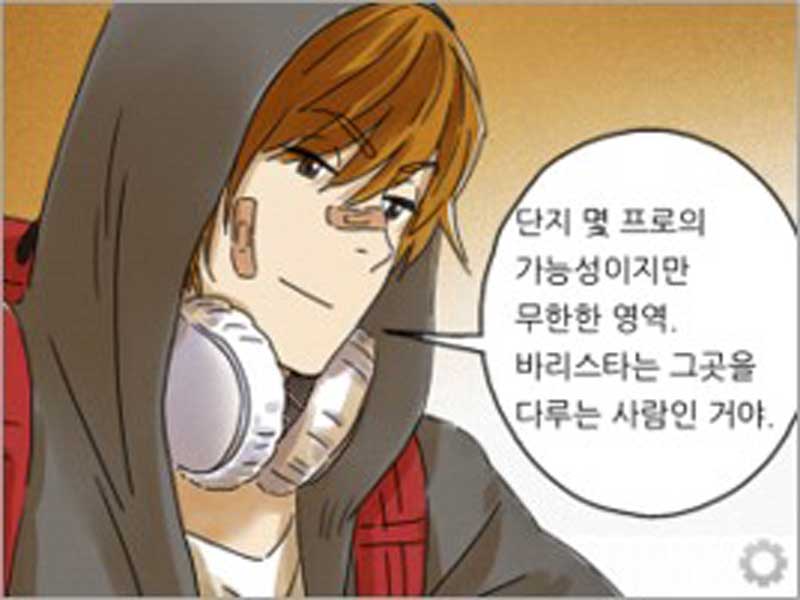 단지 몇 프로의
가능성이지만
무한한 영역.
바리스타는 그곳을
다루는 사람인 거야.